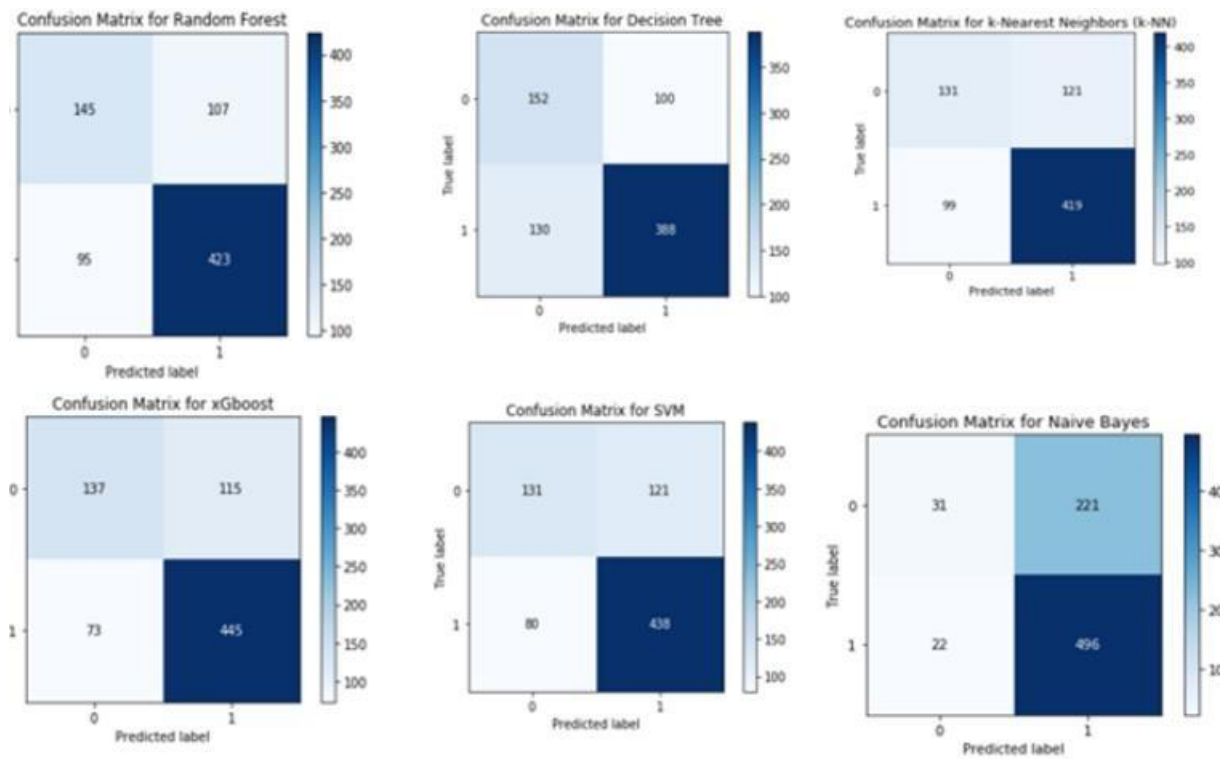 Confusion Matrix for Random Forest
145 107
95 423
0 1
Predicted label
400
350
300
250
200
150
100
Confusion Matrix for Decision Tree
True label
0 152 100
1 130 388
0 1
Predicted label
350
300
250
200
150
100
Confusion Matrix for k-Nearest Neighbors (k-NN)
True label
0 131 121
1 99 419
0 1
Predicted label
400
350
300
250
200
150
100
Confusion Matrix for xGboost
0 137 115
1 73 445
0 1
Predicted label
400
350
300
250
200
150
100
Confusion Matrix for SVM
True label
0 131 121
1 80 438
0 1
Predicted label
400
350
300
250
200
150
100
Confusion Matrix for Naive Bayes
True label
0 31 221
1 22 496
0 1
Predicted label